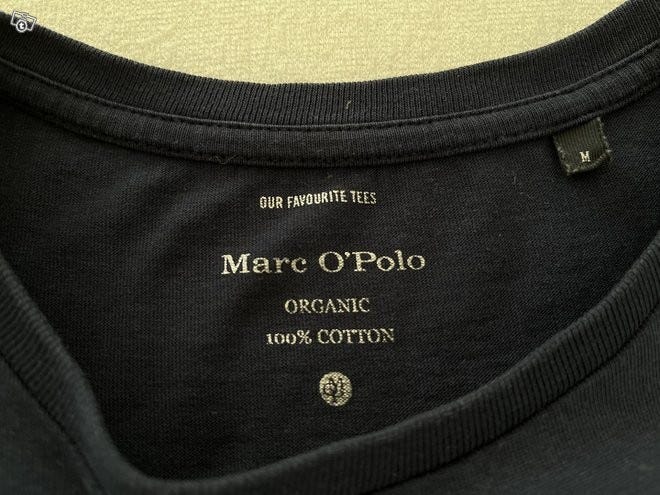 M
OUR FAVOURITE TEES
Marc O'Polo
ORGANIC
100% COTTON